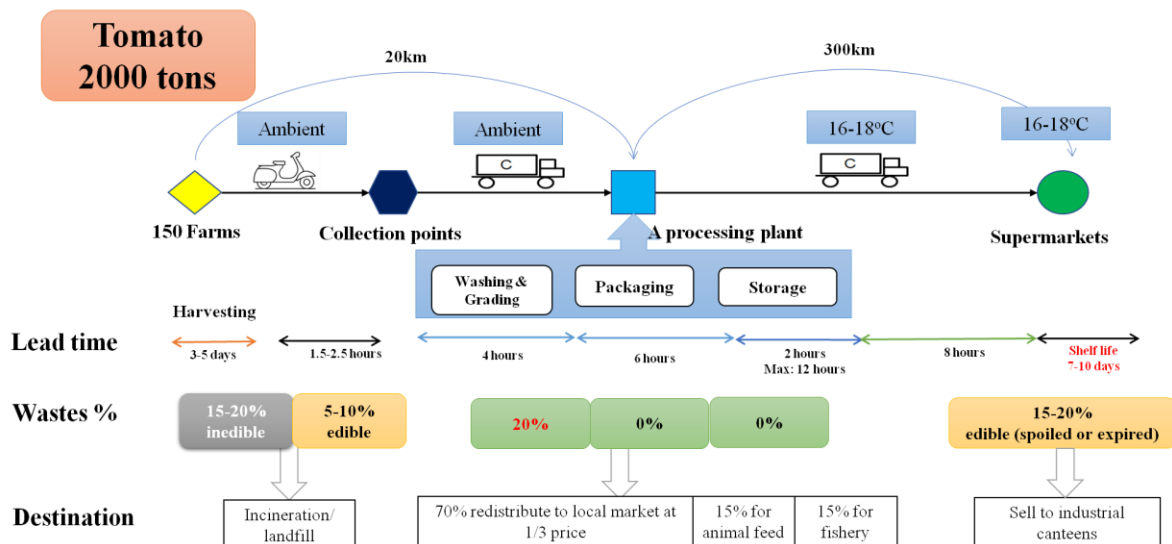 Tomato
2000 tons
20km
300km
Ambient
Ambient
16-18°C
16-18°C
C
C
150 Farms
Collection points
A processing plant
Supermarkets
Washing &
Grading
Packaging
Storage
Harvesting
Lead time
3-5 days
1.5-2.5 hours
4 hours
6 hours
2 hours
Max: 12 hours
8 hours
Shelf life
7-10 days
Wastes %
15-20%
inedible
5-10%
edible
20%
0%
0%
15-20%
edible (spoiled or expired)
Destination
Incineration/
landfill
70% redistribute to local market at
1/3 price
15% for
animal feed
15% for
fishery
Sell to industrial
canteens